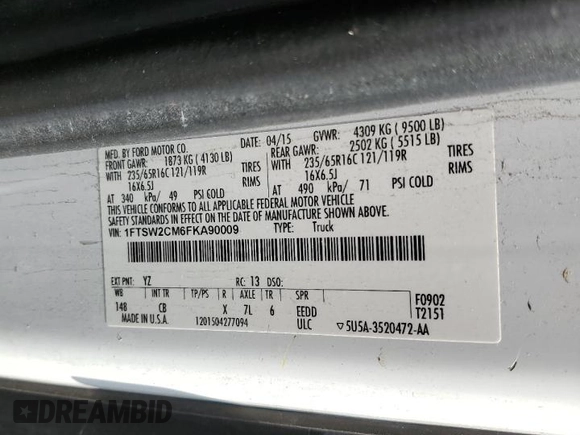 MFD. BY FORD MOTOR CO.
DATE: 04/15 GVWR: 4309 KG ( 9500 LB)
FRONT GAWR: 1873 KG ( 4130 LB)
REAR GAWR: 2502 KG ( 5515 LB)
WITH 235/65R16C 121/119R TIRES
WITH 235/65R16C 121/119R TIRES
16X6.5J RIMS
16X6.5J RIMS
AT 340 kPa/ 49 PSI COLD
AT 490 kPa/ 71 PSI COLD
THIS VEHICLE CONFORMS TO ALL APPLICABLE FEDERAL MOTOR VEHICLE
SAFETY STANDARDS IN EFFECT ON THE DATE OF MANUFACTURE SHOWN ABOVE.
VIN: 1FTSW2CM6FKA90009 TYPE: Truck
EXT PNT: YZ RC: 13 DSO:
WB INT TR TP/PS R AXLE TR SPR F0902
148 CB X 7L 6 EEDD T2151
MADE IN U.S.A. 1201504277094 ULC ▽5U5A-3520472-AA
DREAMBID